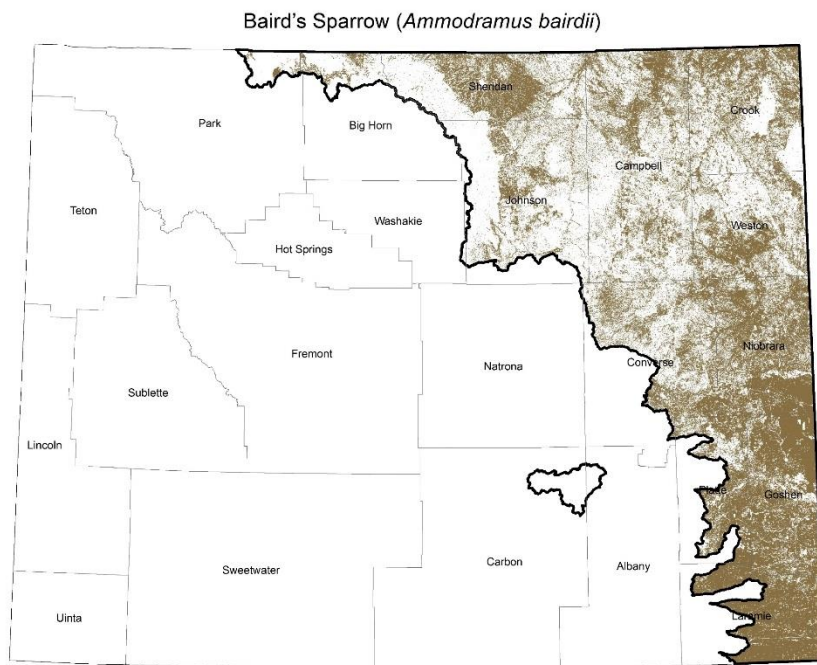 Baird's Sparrow (Ammodramus bairdii)
Sheridan
Crook
Park
Big Horn
Campbell
Johnson
Teton
Washakie
Weston
Hot Springs
Fremont
Natrona
Converse
Niobrara
Sublette
Lincoln
Platte
Goshen
Sweetwater
Carbon
Albany
Uinta
Laramie